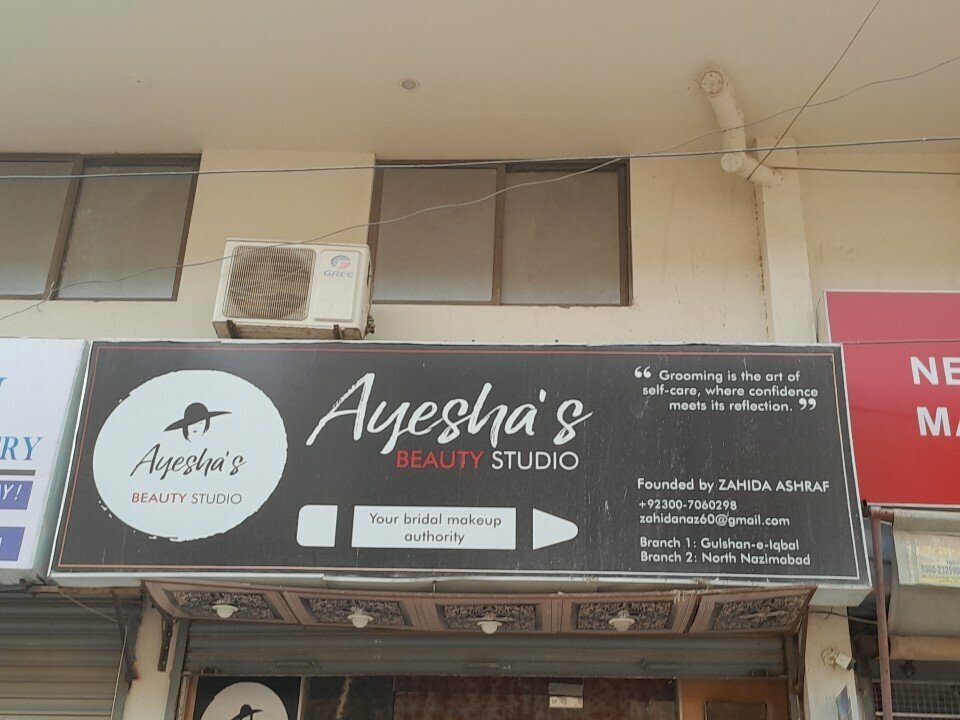 GREE
Ayesha's
BEAUTY STUDIO
Ayesha's
BEAUTY STUDIO
Your bridal makeup
authority
“ Grooming is the art of
self-care, where confidence
meets its reflection. ”
Founded by ZAHIDA ASHRAF
+92300-7060298
zahidanaz60@gmail.com
Branch 1: Gulshan-e-Iqbal
Branch 2: North Nazimabad
RY
NE
MA